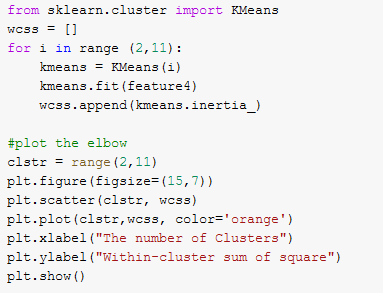 from sklearn.cluster import KMeans
wcss = []
for i in range (2,11):
    kmeans = KMeans(i)
    kmeans.fit(feature4)
    wcss.append(kmeans.inertia_)

#plot the elbow
clstr = range(2,11)
plt.figure(figsize=(15,7))
plt.scatter(clstr, wcss)
plt.plot(clstr,wcss, color='orange')
plt.xlabel("The number of Clusters")
plt.ylabel("Within-cluster sum of square")
plt.show()